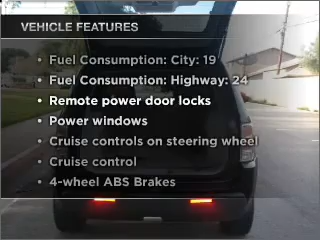 VEHICLE FEATURES
• Fuel Consumption: City: 19
• Fuel Consumption: Highway: 24
• Remote power door locks
• Power windows
• Cruise controls on steering wheel
• Cruise control
• 4-wheel ABS Brakes